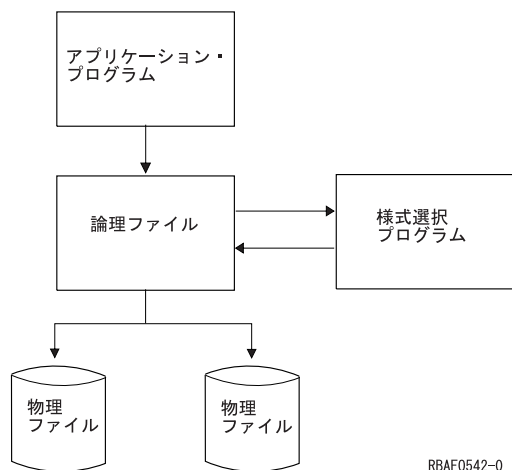 アプリケーション・
プログラム
論理ファイル
様式選択
プログラム
物理
ファイル
物理
ファイル
RBAF0542-0